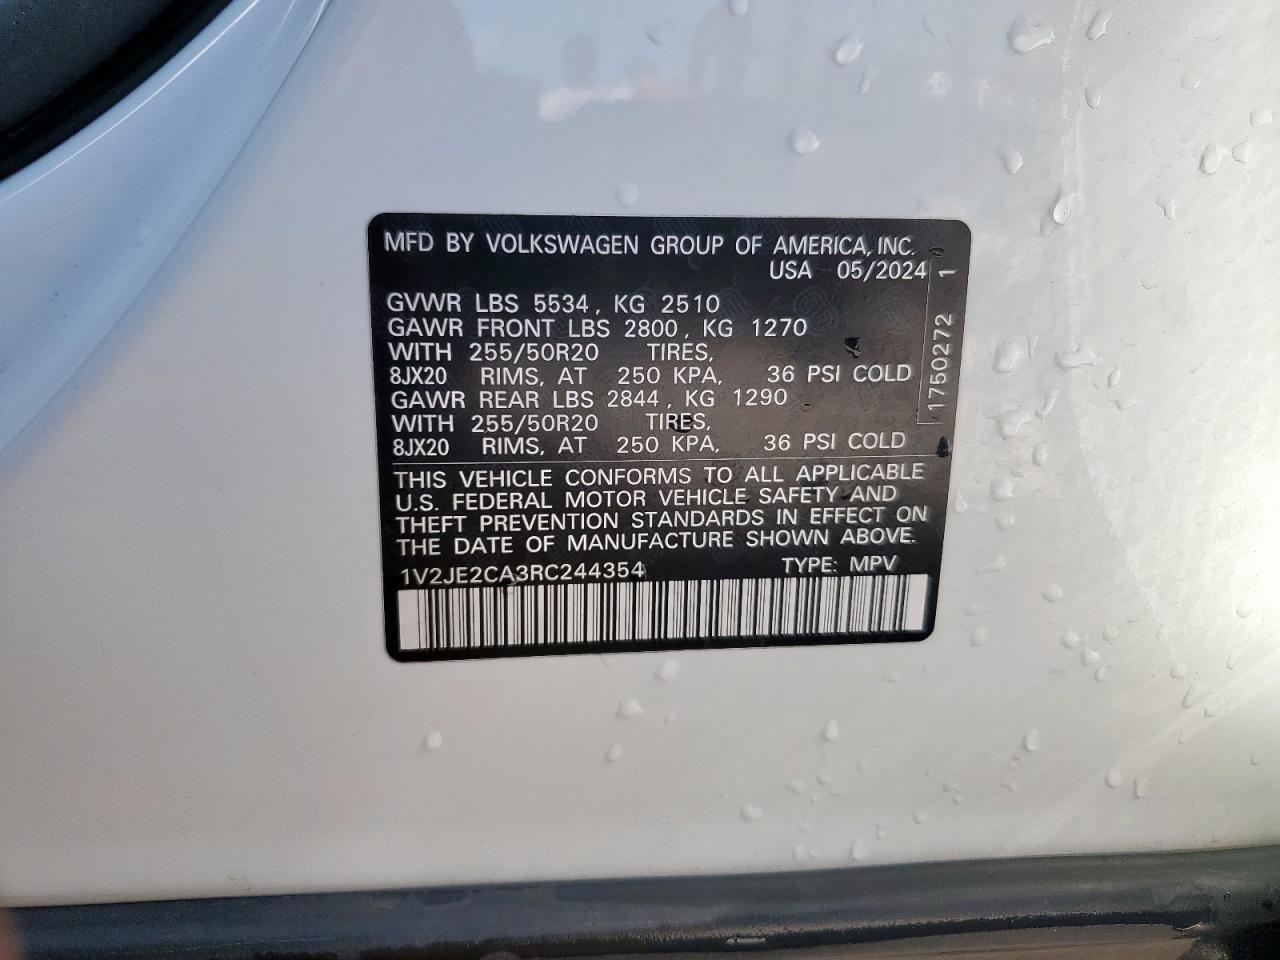 MFD BY VOLKSWAGEN GROUP OF AMERICA, INC.
USA 05/2024
GVWR LBS 5534, KG 2510
GAWR FRONT LBS 2800, KG 1270
WITH 255/50R20 TIRES,
8JX20 RIMS, AT 250 KPA, 36 PSI COLD
GAWR REAR LBS 2844, KG 1290
WITH 255/50R20 TIRES,
8JX20 RIMS, AT 250 KPA, 36 PSI COLD
THIS VEHICLE CONFORMS TO ALL APPLICABLE
U.S. FEDERAL MOTOR VEHICLE SAFETY AND
THEFT PREVENTION STANDARDS IN EFFECT ON
THE DATE OF MANUFACTURE SHOWN ABOVE.
1V2JE2CA3RC244354 TYPE: MPV
1750272 1